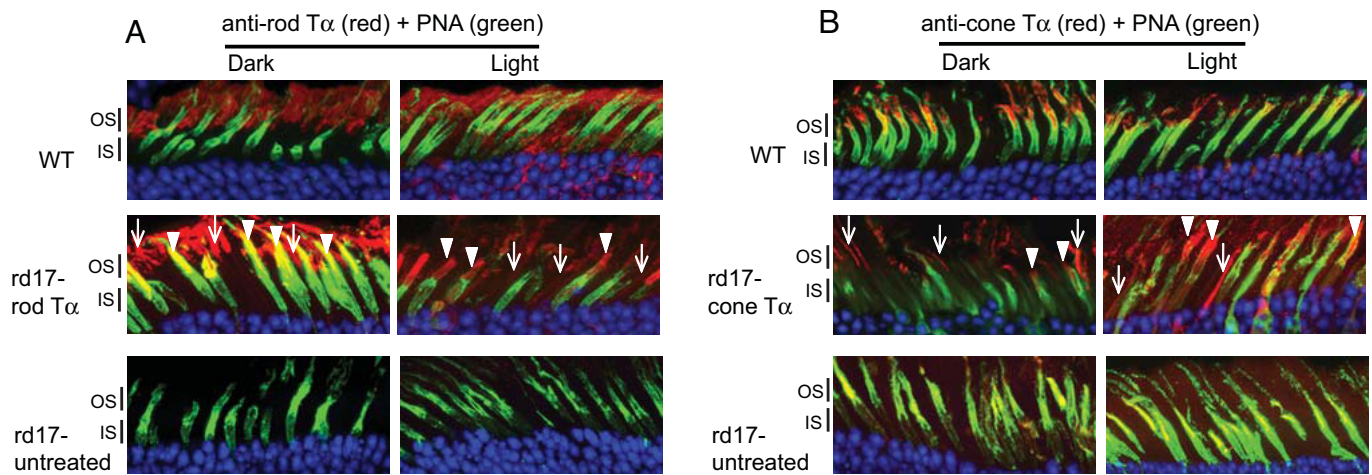 A
anti-rod Tα (red) + PNA (green)
Dark
Light
OS
IS
WT
OS
IS
rd17-
rod Tα
OS
IS
rd17-
untreated
B
anti-cone Tα (red) + PNA (green)
Dark
Light
OS
IS
WT
OS
IS
rd17-
cone Tα
OS
IS
rd17-
untreated